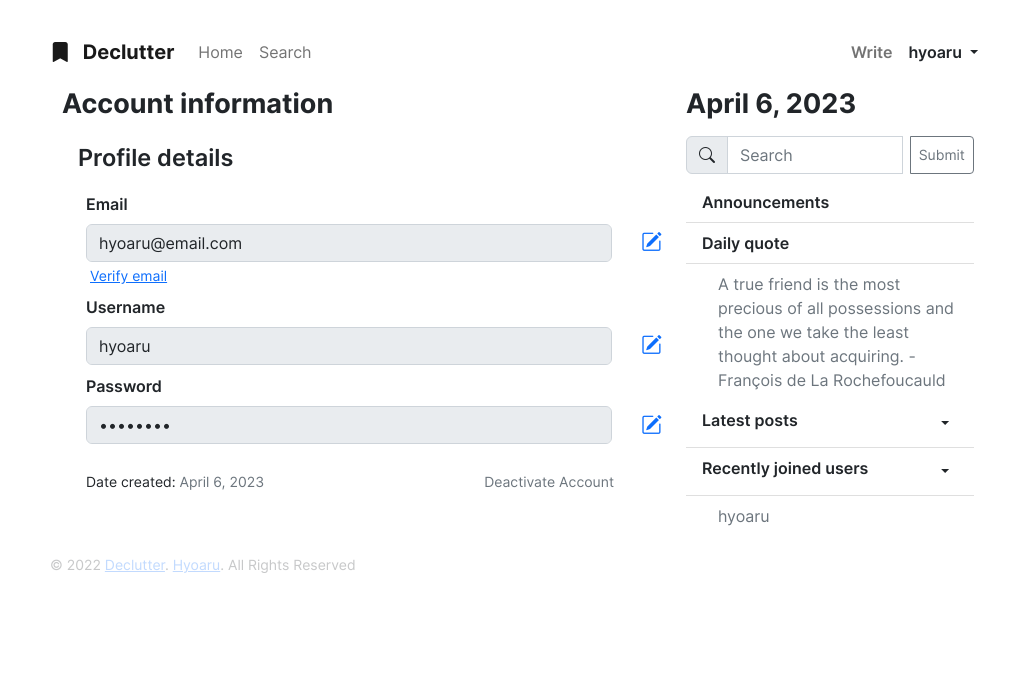 Declutter Home Search Write hyoaru
Account information
Profile details
Email
hyoaru@email.com
Verify email
Username
hyoaru
Password
••••••••
Date created: April 6, 2023 Deactivate Account
April 6, 2023
Search Submit
Announcements
Daily quote
A true friend is the most
precious of all possessions and
the one we take the least
thought about acquiring. -
François de La Rochefoucauld
Latest posts
Recently joined users
hyoaru
© 2022 Declutter. Hyoaru. All Rights Reserved